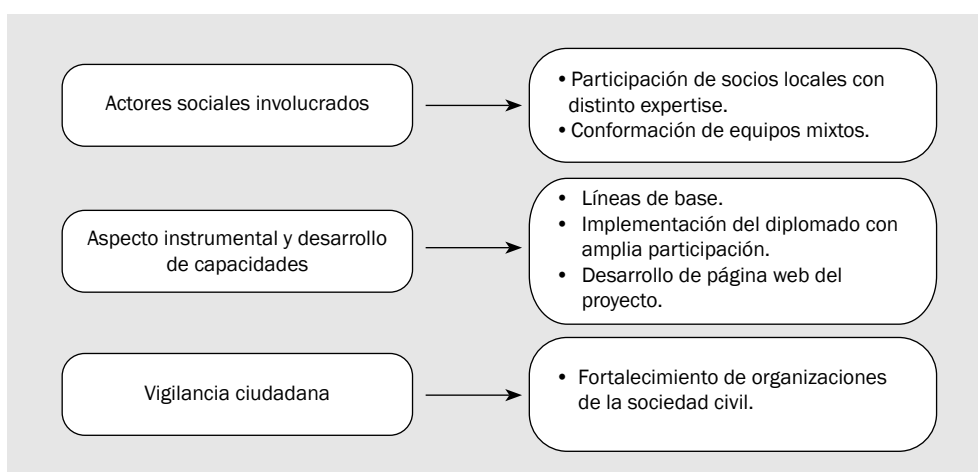 Actores sociales involucrados
• Participación de socios locales con
distinto expertise.
• Conformación de equipos mixtos.
Aspecto instrumental y desarrollo
de capacidades
• Líneas de base.
• Implementación del diplomado con
amplia participación.
• Desarrollo de página web del
proyecto.
Vigilancia ciudadana
• Fortalecimiento de organizaciones
de la sociedad civil.